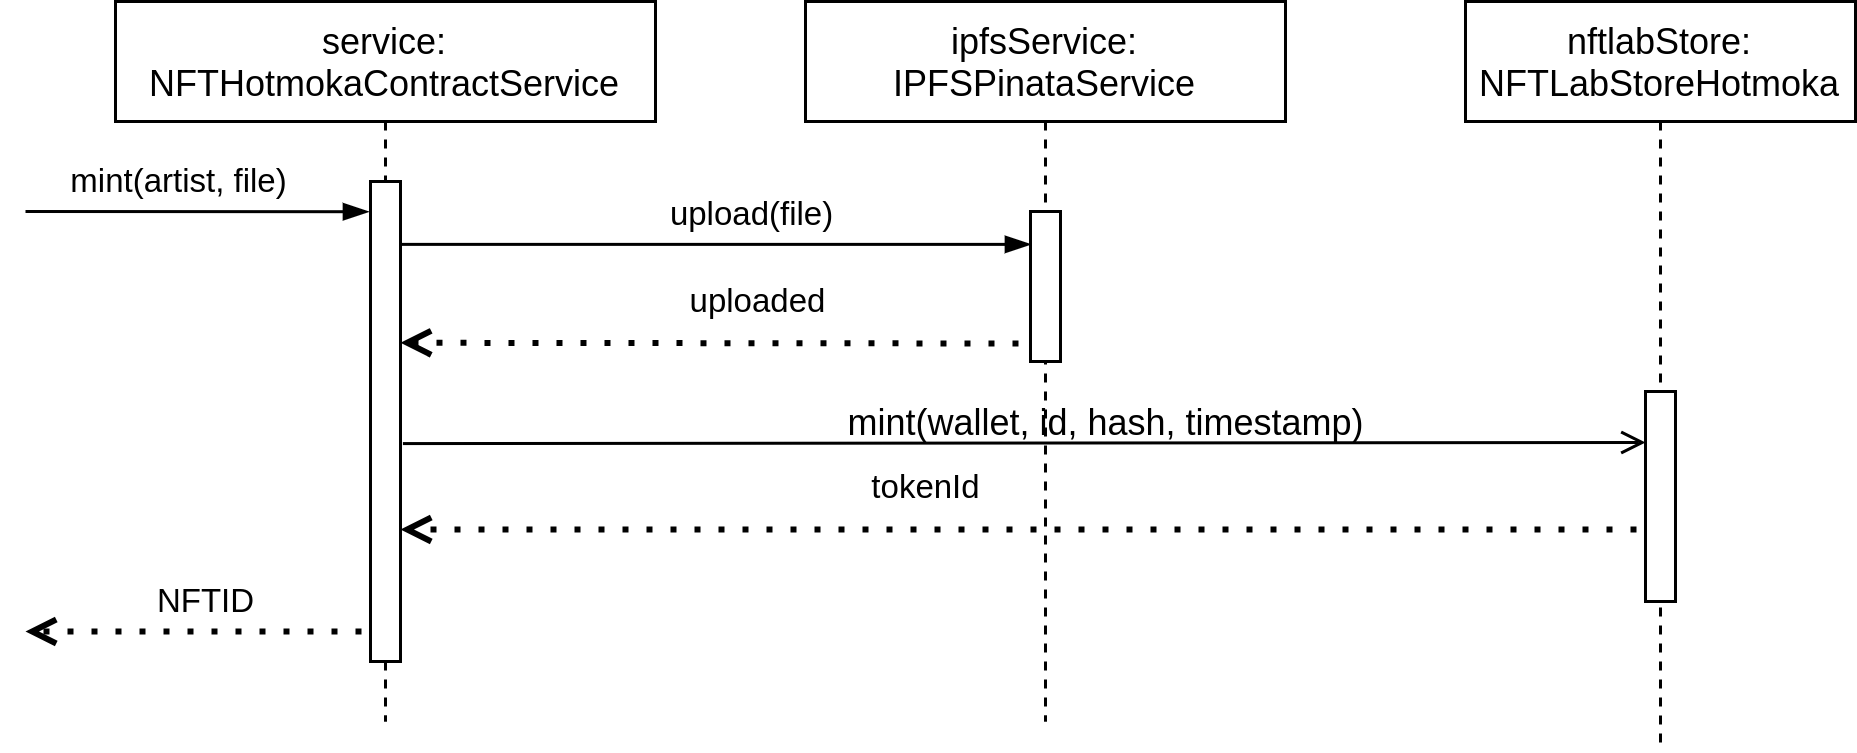 service:
NFTHotmokaContractService
ipfsService:
IPFSPinataService
nftlabStore:
NFTLabStoreHotmoka
mint(artist, file)
upload(file)
uploaded
mint(wallet, id, hash, timestamp)
tokenId
NFTID